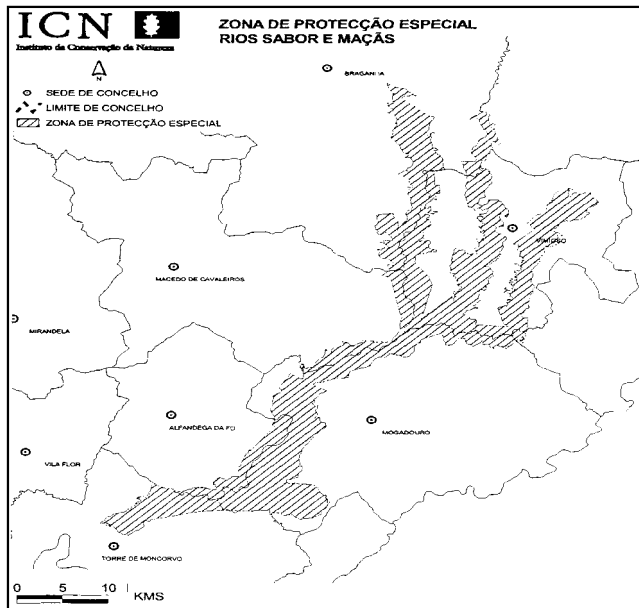 ICN
Instituto da Conservação da Natureza
ZONA DE PROTECÇÃO ESPECIAL
RIOS SABOR E MAÇÃS
N
SEDE DE CONCELHO
LIMITE DE CONCELHO
ZONA DE PROTECÇÃO ESPECIAL
BRAGANÇA
VIMIOSO
MACEDO DE CAVALEIROS
MIRANDELA
ALFANDEGA DA FÉ
MOGADOURO
VILA FLOR
TORRE DE MONCORVO
0 5 10
KMS